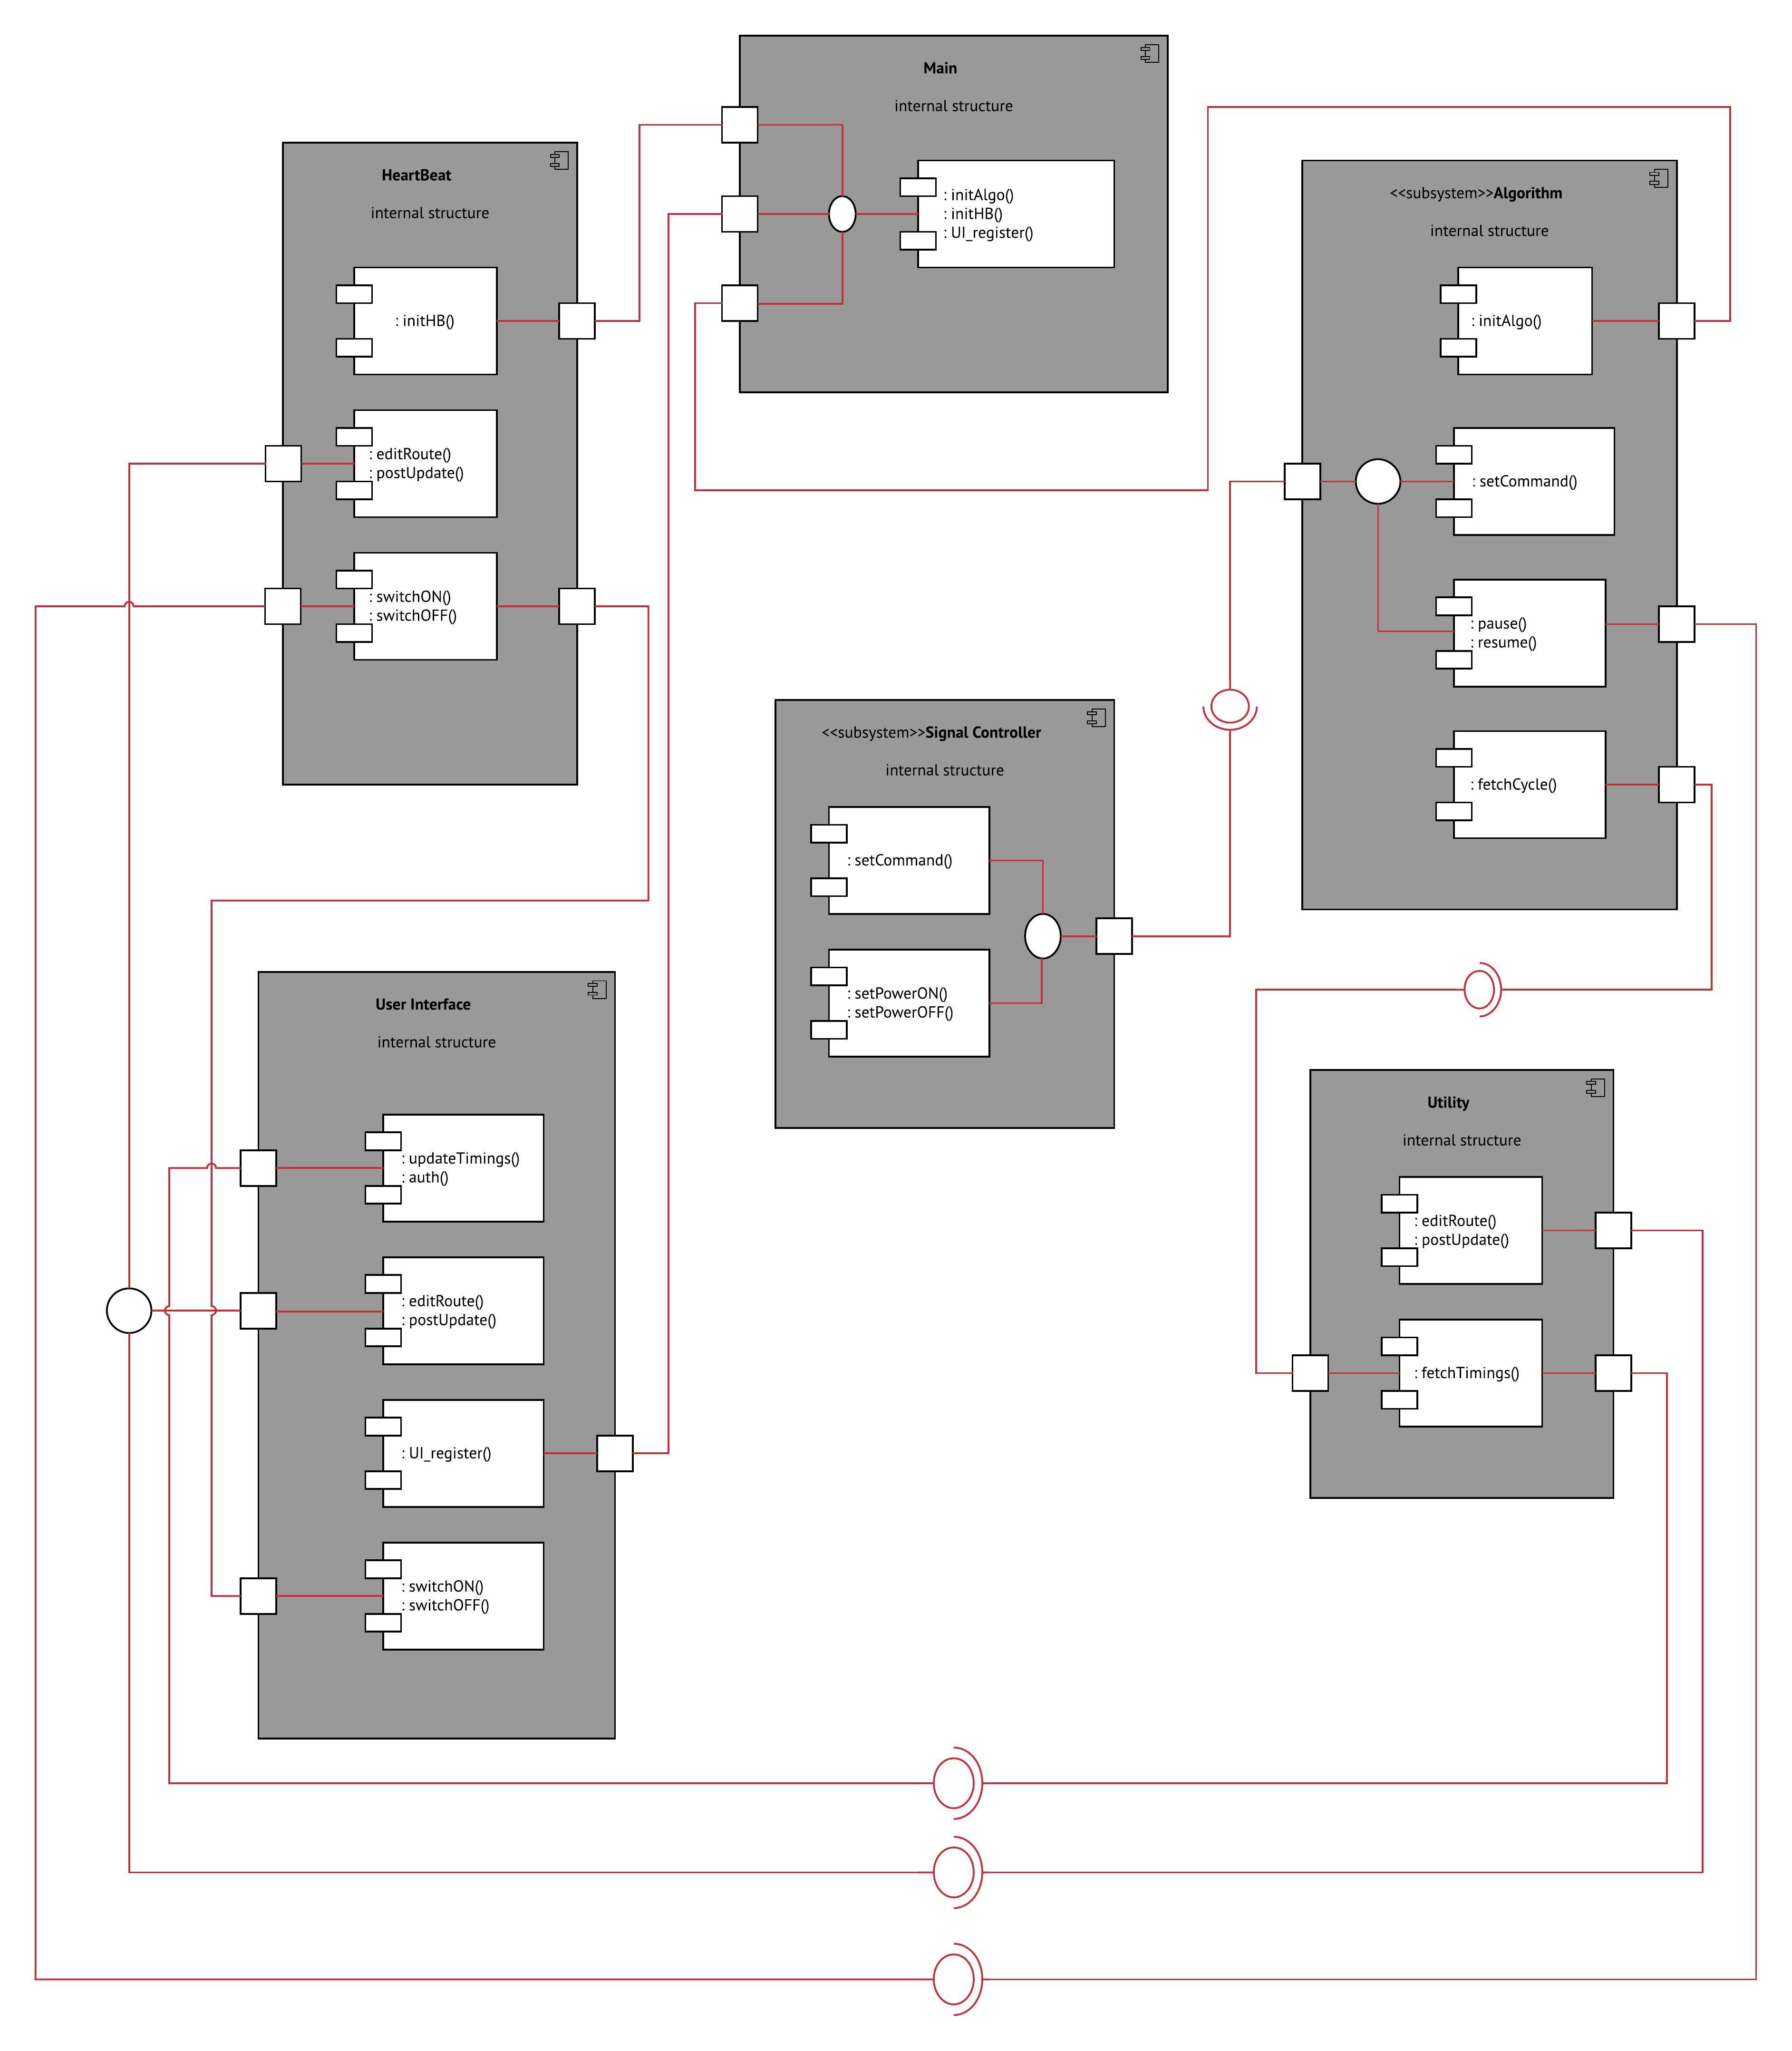 Main
internal structure
: initAlgo()
: initHB()
: UI_register()
HeartBeat
internal structure
: initHB()
: editRoute()
: postUpdate()
: switchON()
: switchOFF()
<<subsystem>>Algorithm
internal structure
: initAlgo()
: setCommand()
: pause()
: resume()
: fetchCycle()
<<subsystem>>Signal Controller
internal structure
: setCommand()
: setPowerON()
: setPowerOFF()
User Interface
internal structure
: updateTimings()
: auth()
: editRoute()
: postUpdate()
: UI_register()
: switchON()
: switchOFF()
Utility
internal structure
: editRoute()
: postUpdate()
: fetchTimings()